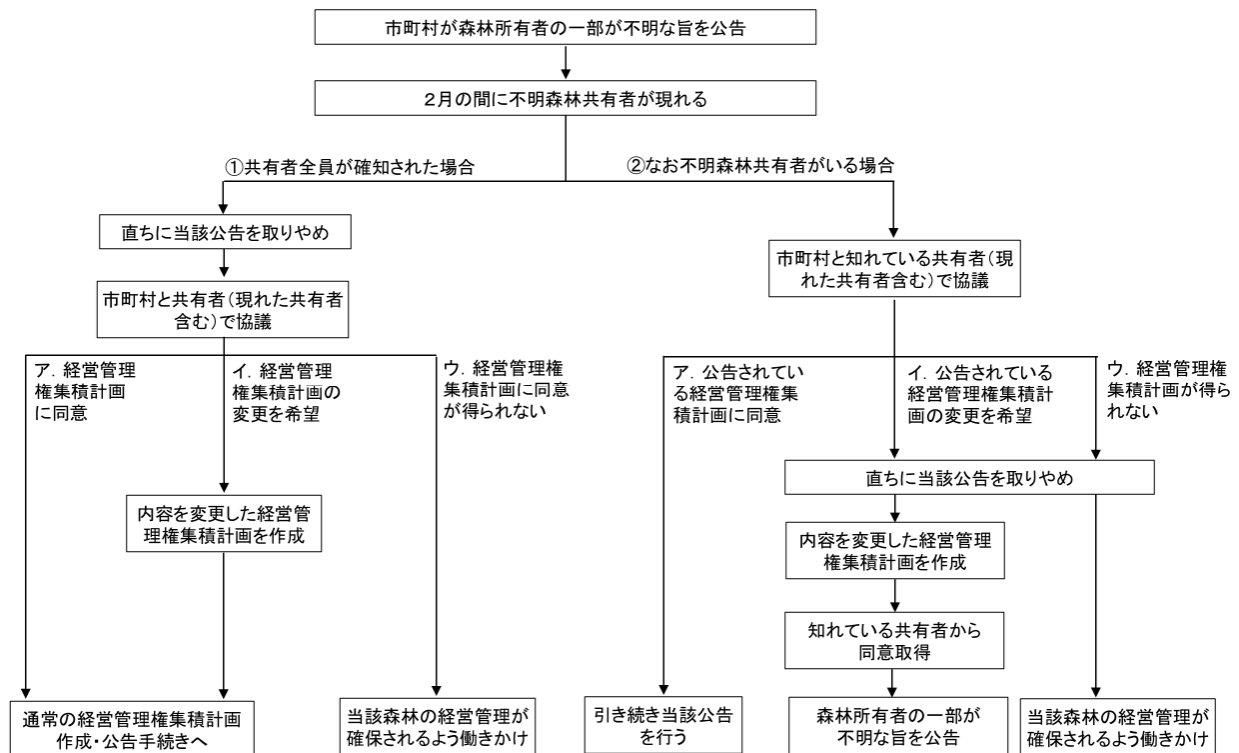 市町村が森林所有者の一部が不明な旨を公告
２月の間に不明森林共有者が現れる
①共有者全員が確知された場合
②なお不明森林共有者がいる場合
直ちに当該公告を取りやめ
市町村と共有者（現れた共有者
含む）で協議
市町村と知れている共有者（現
れた共有者含む）で協議
ア．経営管理
権集積計画
に同意
イ．経営管理
権集積計画の
変更を希望
ウ．経営管理権
集積計画に同意
が得られない
ア．公告されてい
る経営管理権集
積計画に同意
イ．公告されている
経営管理権集積計
画の変更を希望
ウ．経営管理権
集積計画が得ら
れない
直ちに当該公告を取りやめ
内容を変更した経営管
理権集積計画を作成
内容を変更した経営管理
権集積計画を作成
知れている共有者から
同意取得
通常の経営管理権集積計画
作成・公告手続きへ
当該森林の経営管理が
確保されるよう働きかけ
引き続き当該公告
を行う
森林所有者の一部が
不明な旨を公告
当該森林の経営管理が
確保されるよう働きかけ